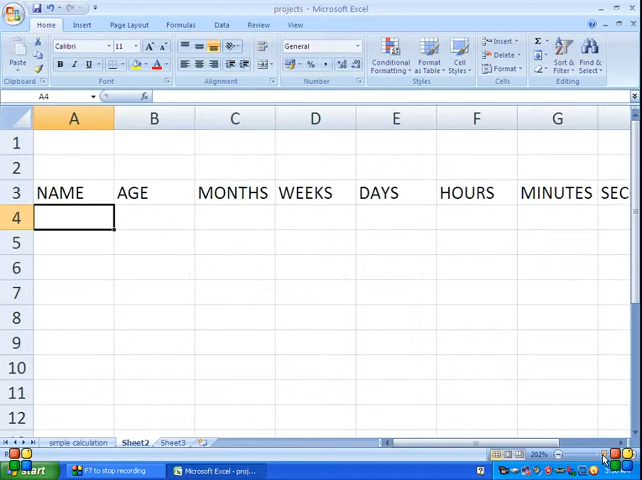 projects - Microsoft Excel
Home Insert Page Layout Formulas Data Review View
Paste
Calibri 11
B I U
General
Conditional Formatting
Format as Table
Cell Styles
Insert
Delete
Format
Sort & Filter
Find & Select
Clipboard Font Alignment Number Styles Cells Editing
A4 fx
A B C D E F G
1
2
3 NAME AGE MONTHS WEEKS DAYS HOURS MINUTES SEC
4
5
6
7
8
9
10
11
12
simple calculation Sheet2 Sheet3
202%
start F7 to stop recording Microsoft Excel - proj...